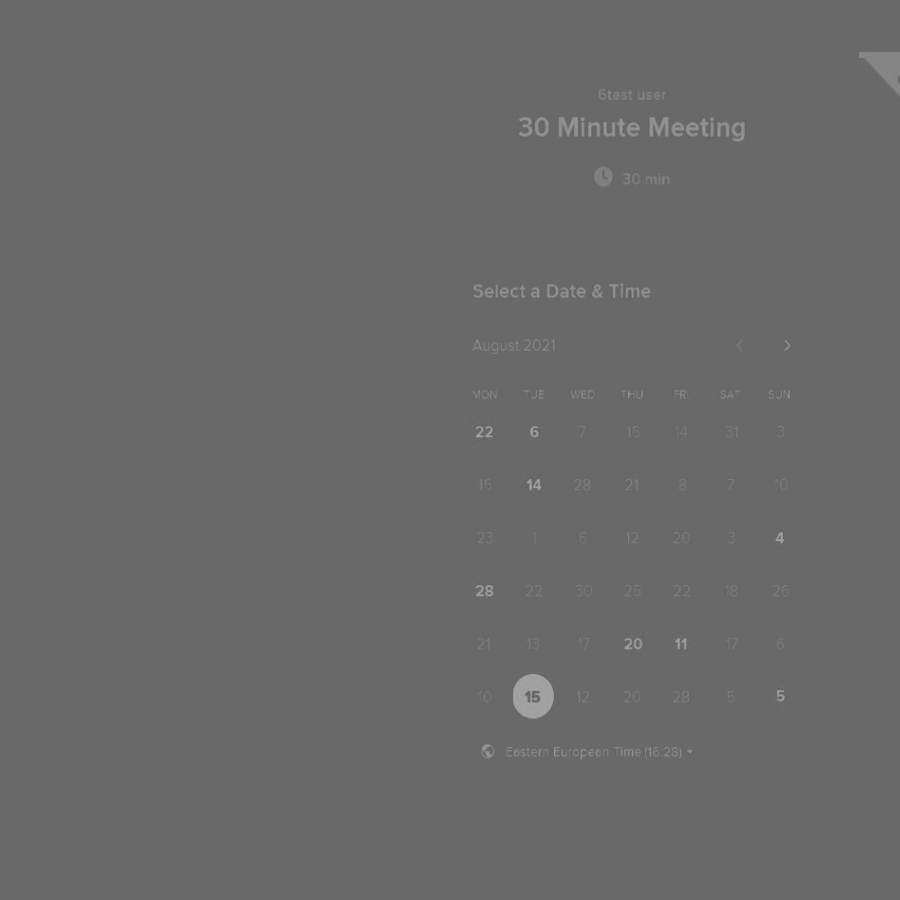 6test user
30 Minute Meeting
30 min
Select a Date & Time
August 2021
MON TUE WED THU FRI SAT SUN
22 6 7 16 14 31 3
16 14 28 21 8 7 10
23 1 6 12 20 3 4
28 22 30 25 22 18 26
21 13 17 20 11 17 6
10 15 12 20 28 5 5
Eastern European Time (16:28)